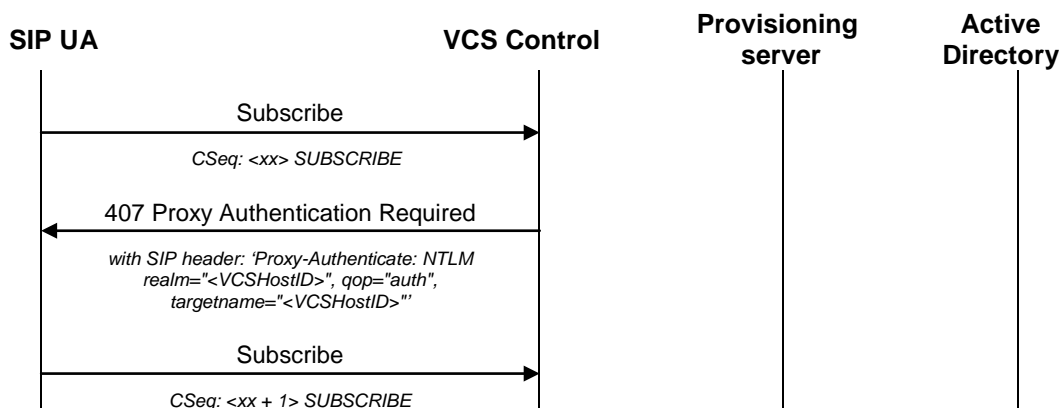 SIP UA
VCS Control
Provisioning
server
Active
Directory
Subscribe
CSeq: <xx> SUBSCRIBE
407 Proxy Authentication Required
with SIP header: ‘Proxy-Authenticate: NTLM
realm="<VCSHostID>", qop="auth",
targetname="<VCSHostID>"’
Subscribe
CSeq: <xx + 1> SUBSCRIBE